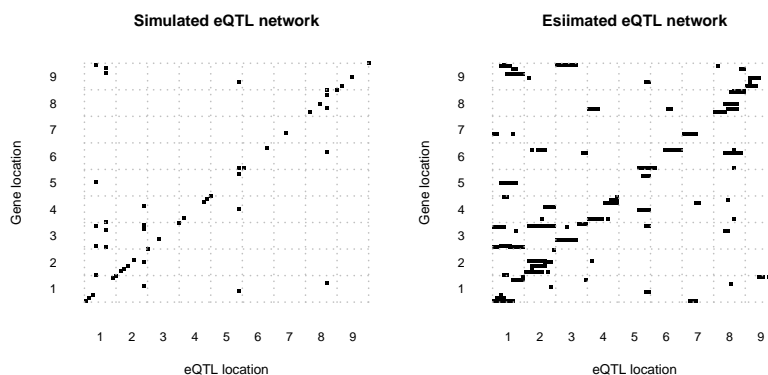 Simulated eQTL network
Gene location
9
8
7
6
5
4
3
2
1
1 2 3 4 5 6 7 8 9
eQTL location
Esiimated eQTL network
Gene location
9
8
7
6
5
4
3
2
1
1 2 3 4 5 6 7 8 9
eQTL location